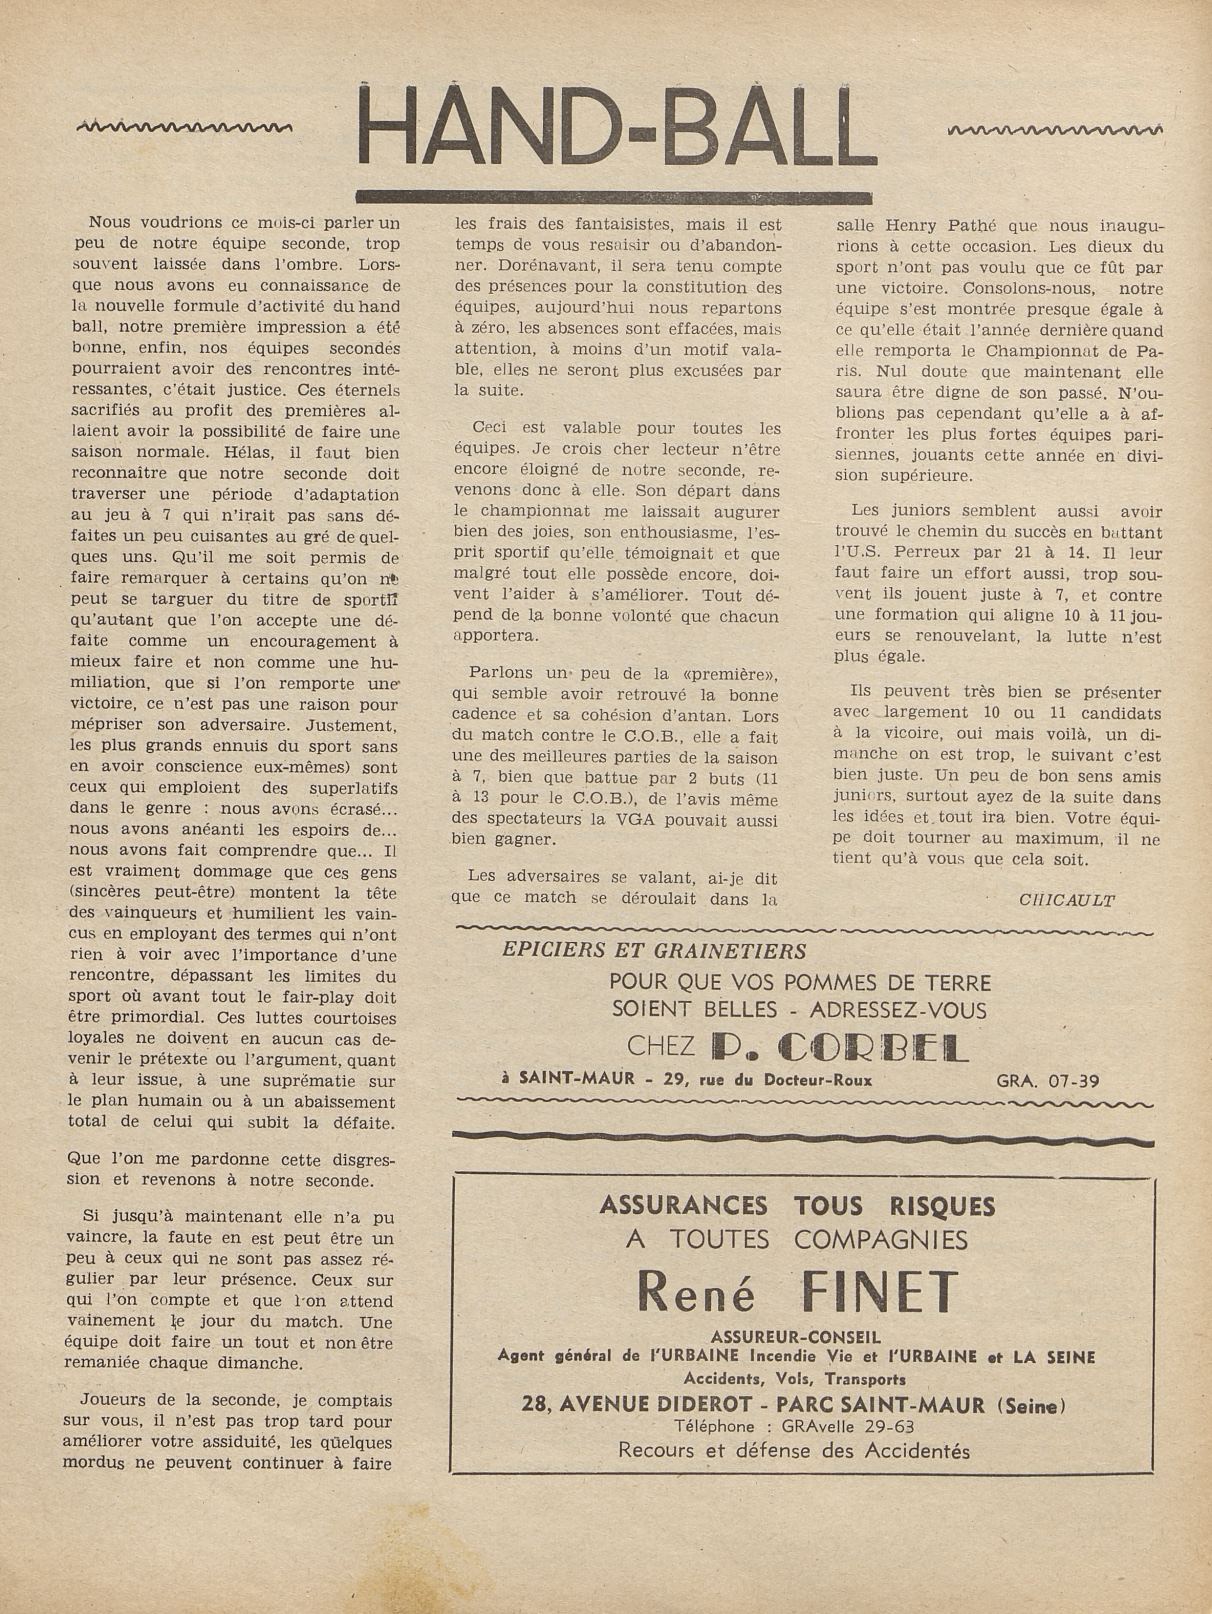 HAND-BALL
Nous voudrions ce mois-ci parler un
peu de notre équipe seconde, trop
souvent laissée dans l'ombre. Lors-
que nous avons eu connaissance de
la nouvelle formule d'activité du hand
ball, notre première impression a été
bonne, enfin, nos équipes secondes
pourraient avoir des rencontres inté-
ressantes, c'était justice. Ces éternels
sacrifiés au profit des premières al-
laient avoir la possibilité de faire une
saison normale. Hélas, il faut bien
reconnaître que notre seconde doit
traverser une période d'adaptation
au jeu à 7 qui n'irait pas sans dé-
faites un peu cuisantes au gré de quel-
ques uns. Qu'il me soit permis de
faire remarquer à certains qu'on ne
peut se targuer du titre de sportif
qu'autant que l'on accepte une dé-
faite comme un encouragement à
mieux faire et non comme une hu-
miliation, que si l'on remporte une
victoire, ce n'est pas une raison pour
mépriser son adversaire. Justement,
les plus grands ennuis du sport sans
en avoir conscience eux-mêmes) sont
ceux qui emploient des superlatifs
dans le genre : nous avons écrasé...
nous avons anéanti les espoirs de...
nous avons fait comprendre que... Il
est vraiment dommage que ces gens
(sincères peut-être) montent la tête
des vainqueurs et humilient les vain-
cus en employant des termes qui n'ont
rien à voir avec l'importance d'une
rencontre, dépassant les limites du
sport où avant tout le fair-play doit
être primordial. Ces luttes courtoises
loyales ne doivent en aucun cas de-
venir le prétexte ou l'argument, quant
à leur issue, à une suprématie sur
le plan humain ou à un abaissement
total de celui qui subit la défaite.
Que l'on me pardonne cette disgres-
sion et revenons à notre seconde.
Si jusqu'à maintenant elle n'a pu
vaincre, la faute en est peut être un
peu à ceux qui ne sont pas assez ré-
gulier par leur présence. Ceux sur
qui l'on compte et que l'on attend
vainement le jour du match. Une
équipe doit faire un tout et non être
remaniée chaque dimanche.
Joueurs de la seconde, je comptais
sur vous, il n'est pas trop tard pour
améliorer votre assiduité, les quelques
mordus ne peuvent continuer à faire
les frais des fantaisistes, mais il est
temps de vous resaisir ou d'abandon-
ner. Dorénavant, il sera tenu compte
des présences pour la constitution des
équipes, aujourd'hui nous repartons
à zéro, les absences sont effacées, mais
attention, à moins d'un motif vala-
ble, elles ne seront plus excusées par
la suite.
Ceci est valable pour toutes les
équipes. Je crois cher lecteur n'être
encore éloigné de notre seconde, re-
venons donc à elle. Son départ dans
le championnat me laissait augurer
bien des joies, son enthousiasme, l'es-
prit sportif qu'elle témoignait et que
malgré tout elle possède encore, doi-
vent l'aider à s'améliorer. Tout dé-
pend de la bonne volonté que chacun
apportera.
Parlons un peu de la «première»,
qui semble avoir retrouvé la bonne
cadence et sa cohésion d'antan. Lors
du match contre le C.O.B., elle a fait
une des meilleures parties de la saison
à 7, bien que battue par 2 buts (11
à 13 pour le C.O.B.), de l'avis même
des spectateurs la VGA pouvait aussi
bien gagner.
Les adversaires se valant, ai-je dit
que ce match se déroulait dans la
salle Henry Pathé que nous inaugu-
rions à cette occasion. Les dieux du
sport n'ont pas voulu que ce fût par
une victoire. Consolons-nous, notre
équipe s'est montrée presque égale à
ce qu'elle était l'année dernière quand
elle remporta le Championnat de Pa-
ris. Nul doute que maintenant elle
saura être digne de son passé. N'ou-
blions pas cependant qu'elle a à af-
fronter les plus fortes équipes pari-
siennes, jouants cette année en divi-
sion supérieure.
Les juniors semblent aussi avoir
trouvé le chemin du succès en battant
l'U.S. Perreux par 21 à 14. Il leur
faut faire un effort aussi, trop sou-
vent ils jouent juste à 7, et contre
une formation qui aligne 10 à 11 jou-
eurs se renouvelant, la lutte n'est
plus égale.
Ils peuvent très bien se présenter
avec largement 10 ou 11 candidats
à la vicoire, oui mais voilà, un di-
manche on est trop, le suivant c'est
bien juste. Un peu de bon sens amis
juniors, surtout ayez de la suite dans
les idées et tout ira bien. Votre équi-
pe doit tourner au maximum, il ne
tient qu'à vous que cela soit.
CHICAULT
EPICIERS ET GRAINETIERS
POUR QUE VOS POMMES DE TERRE
SOIENT BELLES - ADRESSEZ-VOUS
CHEZ P. CORBEL
à SAINT-MAUR - 29, rue du Docteur-Roux GRA. 07-39
ASSURANCES TOUS RISQUES
A TOUTES COMPAGNIES
René FINET
ASSUREUR-CONSEIL
Agent général de l'URBAINE Incendie Vie et l'URBAINE et LA SEINE
Accidents, Vols, Transports
28, AVENUE DIDEROT - PARC SAINT-MAUR (Seine)
Téléphone : GRAvelle 29-63
Recours et défense des Accidentés